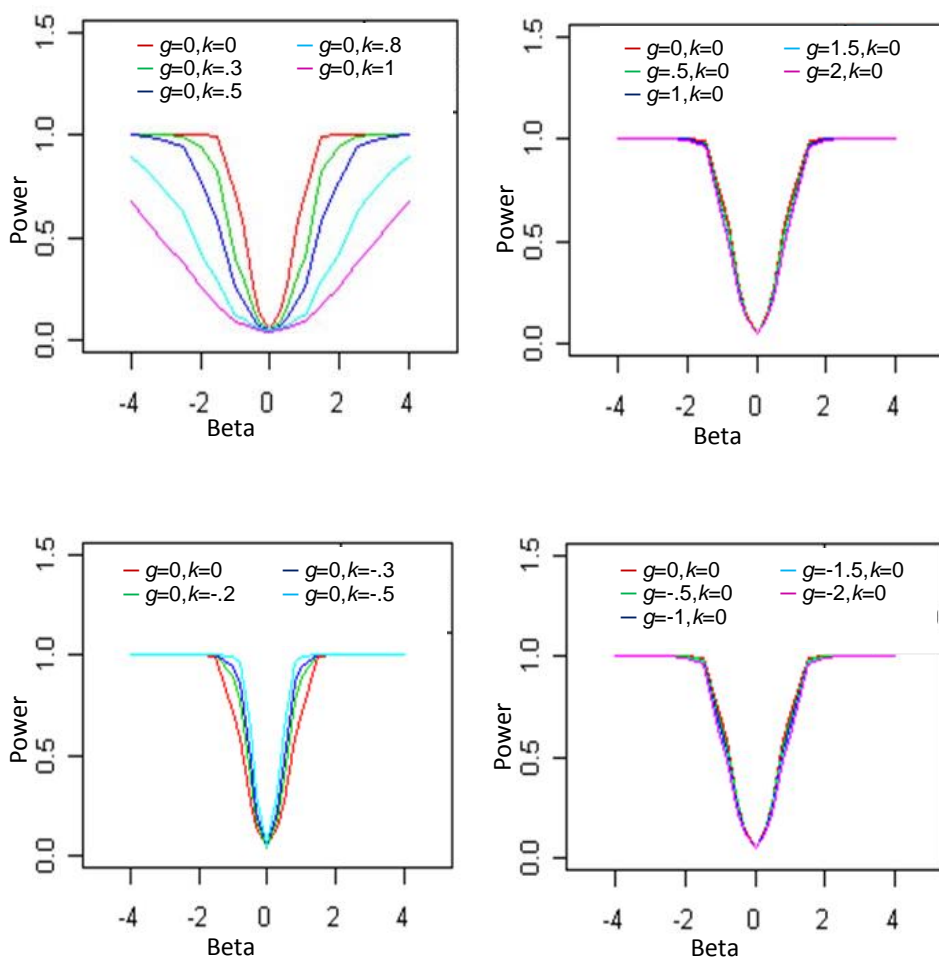 1.5
g=0,k=0 g=0,k=.8
g=0,k=.3 g=0,k=1
g=0,k=.5
1.0
Power
0.5
0.0
-4 -2 0 2 4
Beta
1.5
g=0,k=0 g=1.5,k=0
g=.5,k=0 g=2,k=0
g=1,k=0
1.0
Power
0.5
0.0
-4 -2 0 2 4
Beta
1.5
g=0,k=0 g=0,k=-.3
g=0,k=-.2 g=0,k=-.5
1.0
Power
0.5
0.0
-4 -2 0 2 4
Beta
1.5
g=0,k=0 g=-1.5,k=0
g=-.5,k=0 g=-2,k=0
g=-1,k=0
1.0
Power
0.5
0.0
-4 -2 0 2 4
Beta